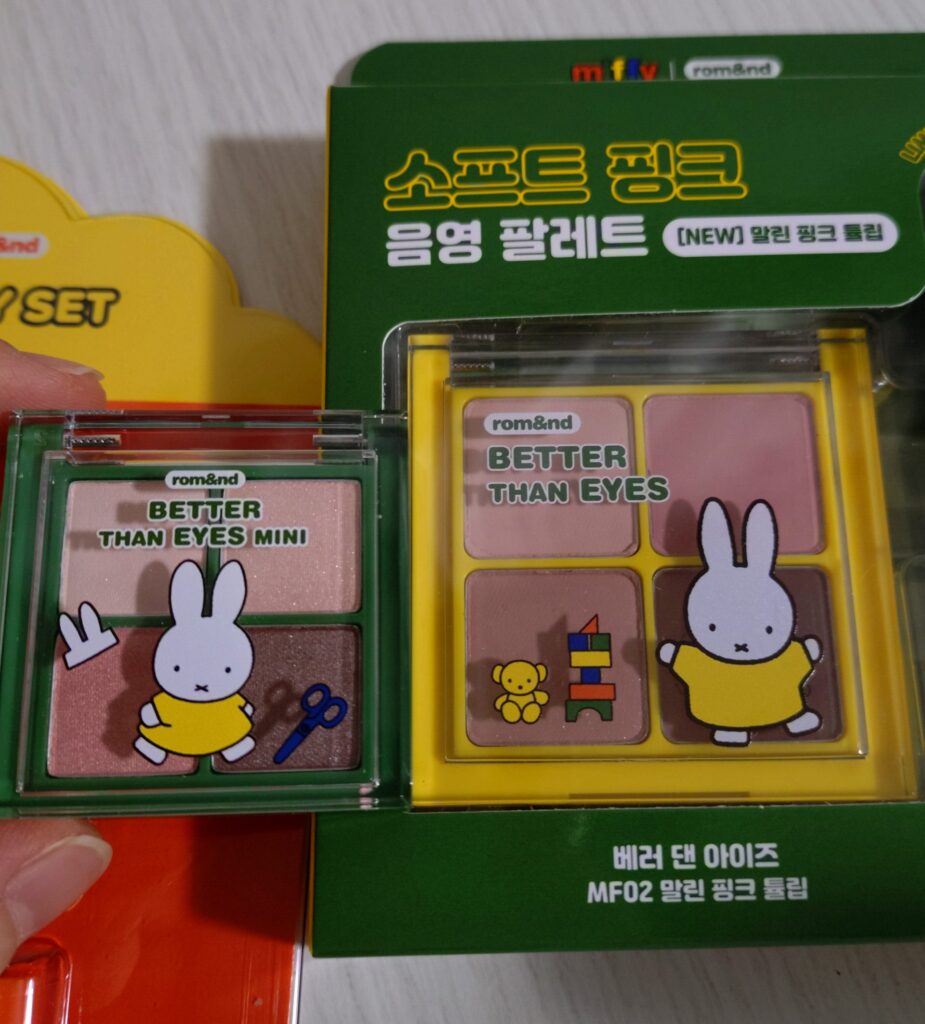 miffy rom&nd
소프트 핑크
음영 팔레트 [NEW] 말린 핑크 튤립
&nd
SET
rom&nd
BETTER
THAN EYES MINI
rom&nd
BETTER
THAN EYES
베러 댄 아이즈
MF02 말린 핑크 튤립